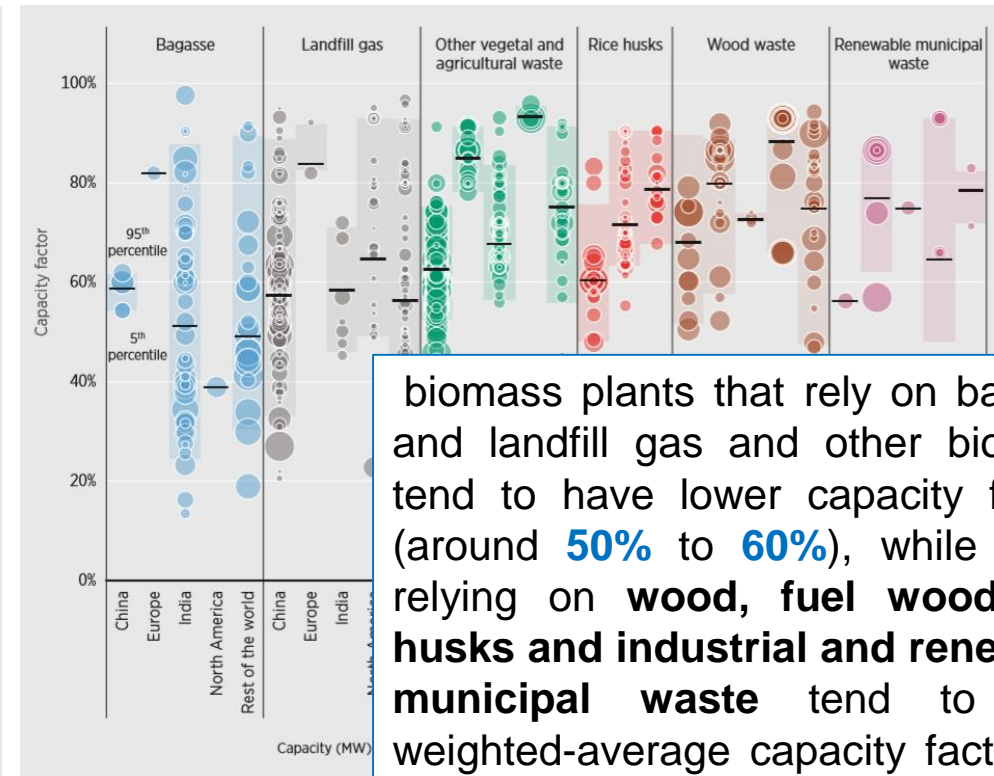 Bagasse
Landfill gas
Other vegetal and
agricultural waste
Rice husks
Wood waste
Renewable municipal
waste
100%
80%
60%
40%
20%
0%
Capacity factor
95th
percentile
5th
percentile
China
Europe
India
North America
Rest of the world
China
Europe
India
North America
Capacity (MW)
biomass plants that rely on ba
and landfill gas and other bio
tend to have lower capacity f
(around 50% to 60%), while
relying on wood, fuel wood
husks and industrial and rene
municipal waste tend to
weighted-average capacity fact